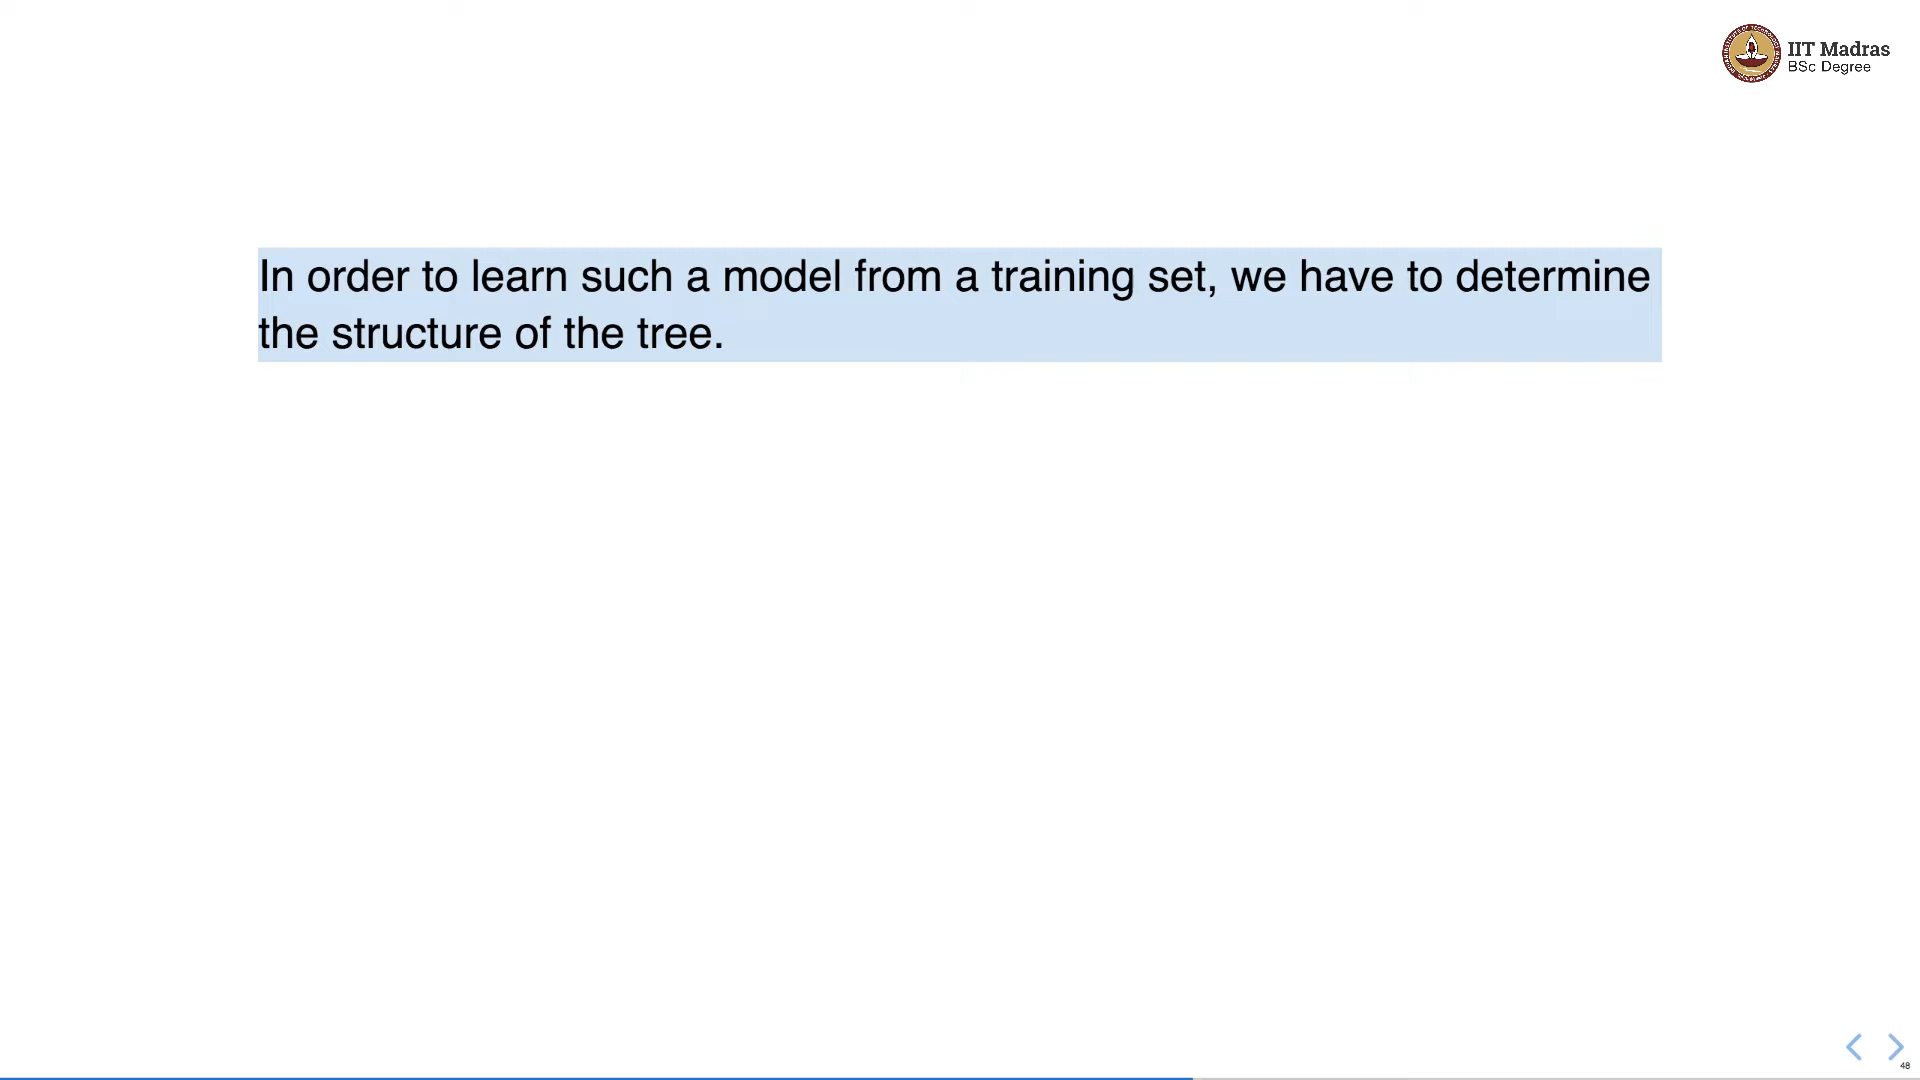 IIT Madras
BSc Degree
In order to learn such a model from a training set, we have to determine
the structure of the tree.
48